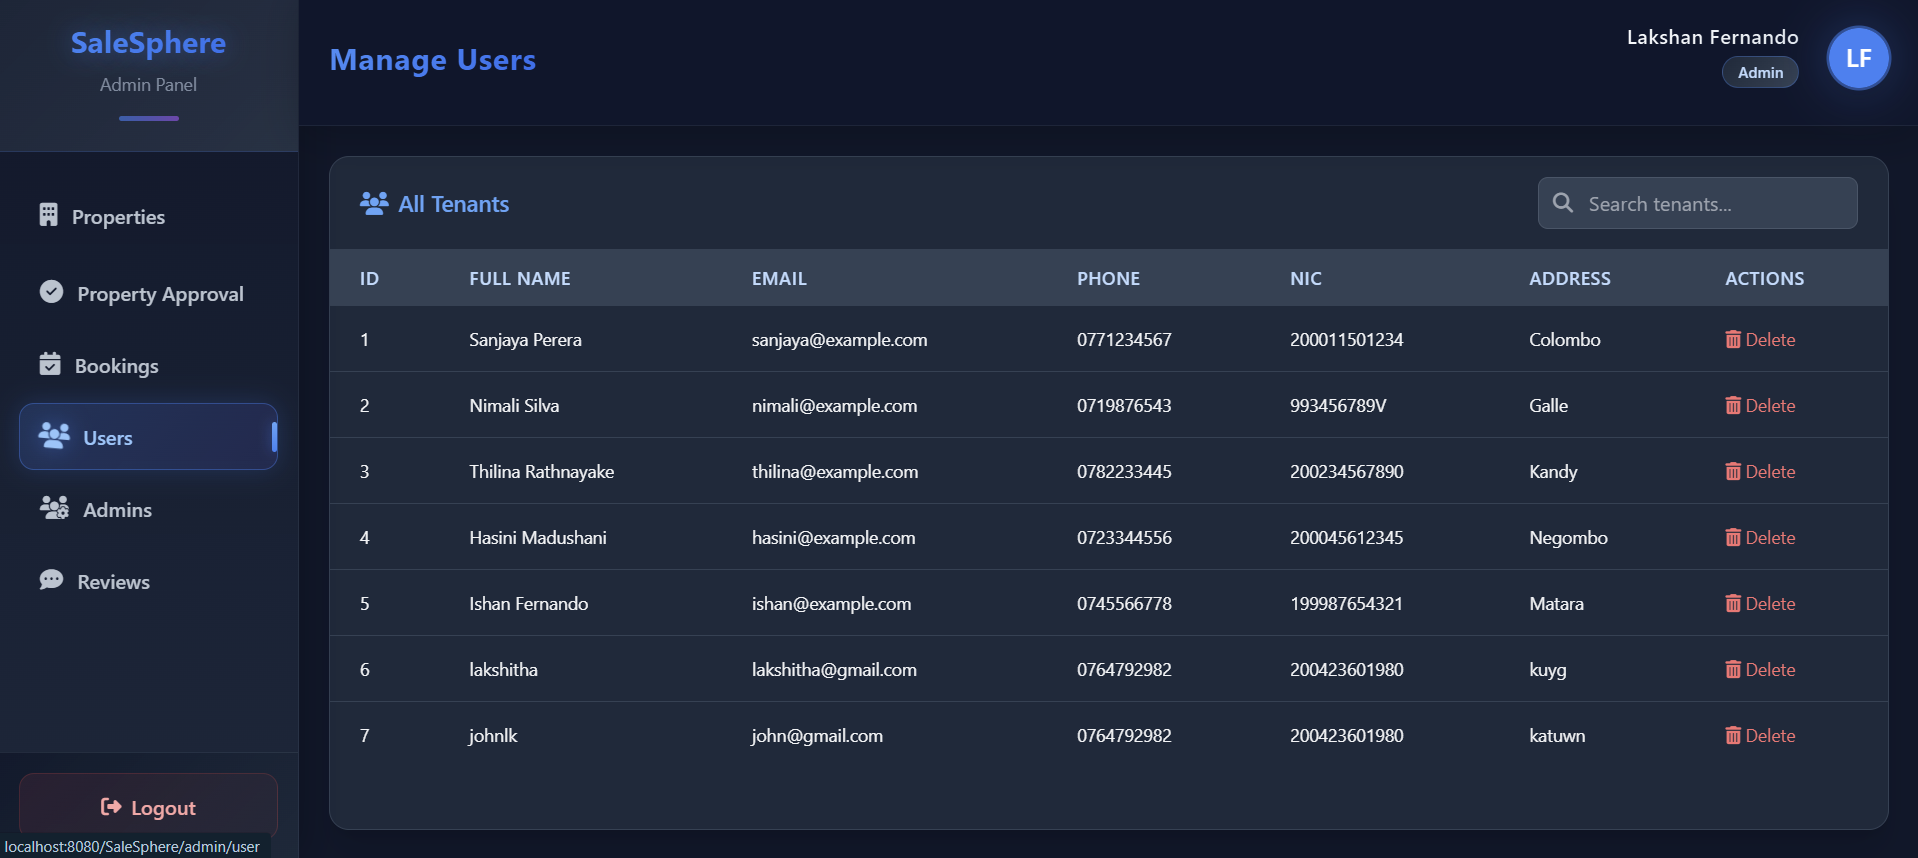 SaleSphere
Admin Panel
Properties
Property Approval
Bookings
Users
Admins
Reviews
Logout
localhost:8080/SaleSphere/admin/user
Manage Users
Lakshan Fernando
Admin
LF
All Tenants
Search tenants...
ID FULL NAME EMAIL PHONE NIC ADDRESS ACTIONS
1 Sanjaya Perera sanjaya@example.com 0771234567 200011501234 Colombo Delete
2 Nimali Silva nimali@example.com 0719876543 993456789V Galle Delete
3 Thilina Rathnayake thilina@example.com 0782233445 200234567890 Kandy Delete
4 Hasini Madushani hasini@example.com 0723344556 200045612345 Negombo Delete
5 Ishan Fernando ishan@example.com 0745566778 199987654321 Matara Delete
6 lakshitha lakshitha@gmail.com 0764792982 200423601980 kuyg Delete
7 johnlk john@gmail.com 0764792982 200423601980 katuwn Delete